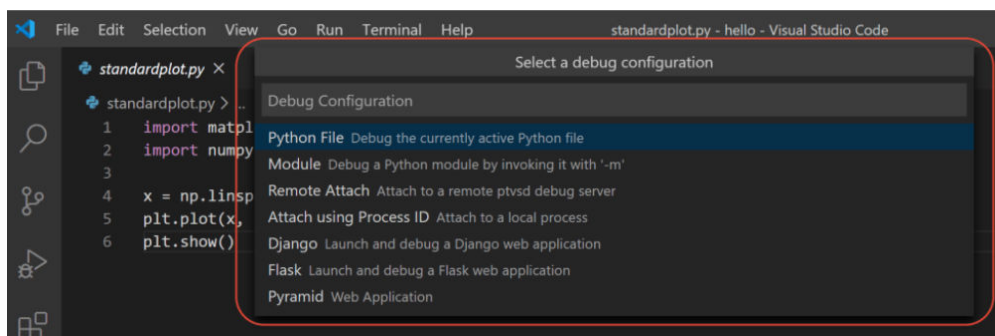 File Edit Selection View Go Run Terminal Help standardplot.py - hello - Visual Studio Code
standardplot.py ×
standardplot.py > ..
1 import matpl
2 import numpy
3
4 x = np.linsp
5 plt.plot(x,
6 plt.show()
Select a debug configuration
Debug Configuration
Python File Debug the currently active Python file
Module Debug a Python module by invoking it with '-m'
Remote Attach Attach to a remote ptvsd debug server
Attach using Process ID Attach to a local process
Django Launch and debug a Django web application
Flask Launch and debug a Flask web application
Pyramid Web Application